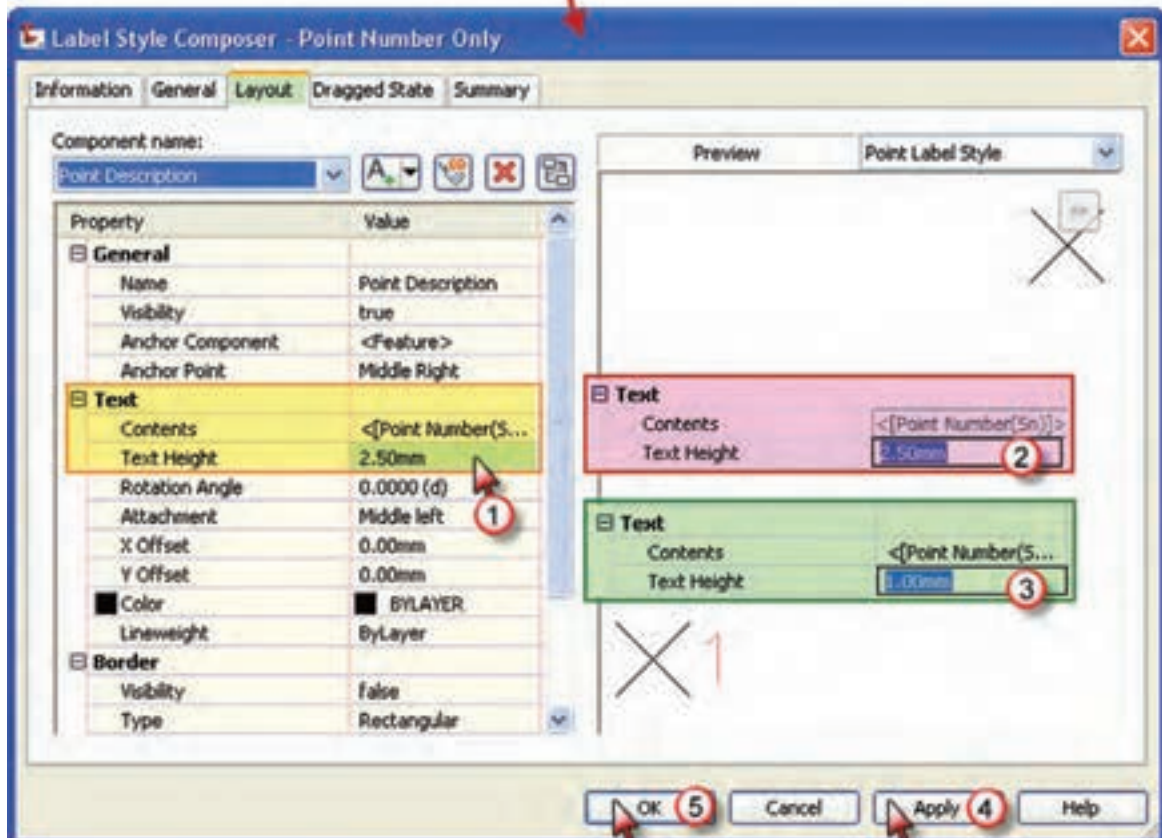 Label Style Composer - Point Number Only
Information General Layout Dragged State Summary
Component name:
Point Description
Preview Point Label Style
Property Value
General
Name Point Description
Visibility true
Anchor Component <Feature>
Anchor Point Middle Right
Text
Contents <[Point Number(S...
Text Height 2.50mm
Rotation Angle 0.0000 (d)
Attachment Middle left
X Offset 0.00mm
Y Offset 0.00mm
Color BYLAYER
Lineweight ByLayer
Border
Visibility false
Type Rectangular
1
Text
Contents <[Point Number(Sn)]>
Text Height 2.50mm
2
Text
Contents <[Point Number(S...
Text Height 1.00mm
3
1
OK 5 Cancel Apply 4 Help